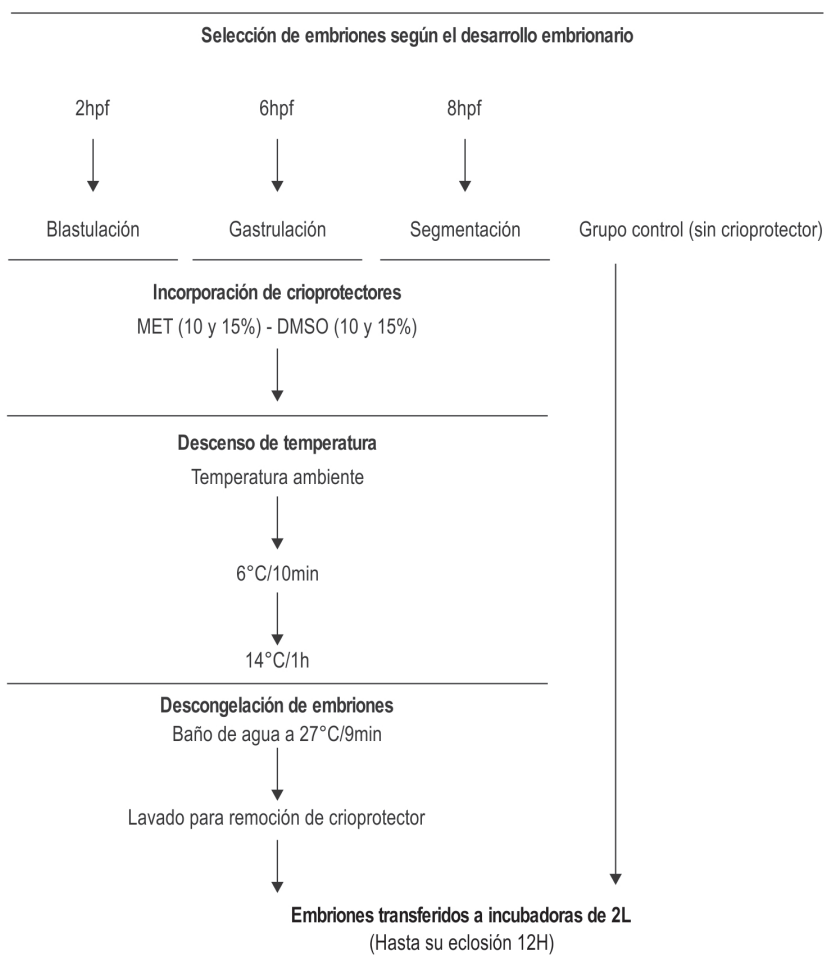 Selección de embriones según el desarrollo embrionario
2hpf
6hpf
8hpf
Blastulación
Gastrulación
Segmentación
Grupo control (sin crioprotector)
Incorporación de crioprotectores
MET (10 y 15%) - DMSO (10 y 15%)
Descenso de temperatura
Temperatura ambiente
6°C/10min
14°C/1h
Descongelación de embriones
Baño de agua a 27°C/9min
Lavado para remoción de crioprotector
Embriones transferidos a incubadoras de 2L
(Hasta su eclosión 12H)